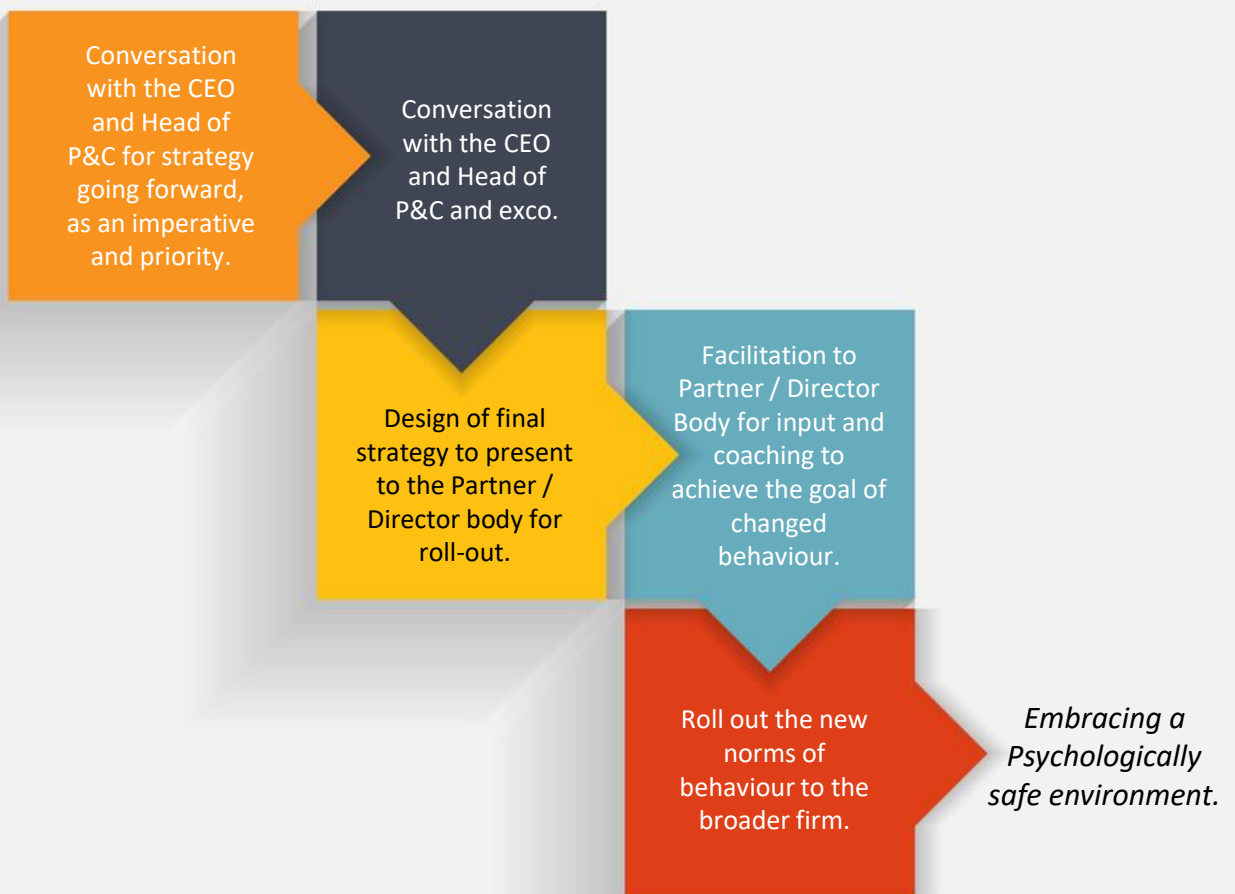 Conversation
with the CEO
and Head of
P&C for strategy
going forward,
as an imperative
and priority.
Conversation
with the CEO
and Head of
P&C and exco.
Design of final
strategy to present
to the Partner /
Director body for
roll-out.
Facilitation to
Partner / Director
Body for input and
coaching to
achieve the goal of
changed
behaviour.
Roll out the new
norms of
behaviour to the
broader firm.
Embracing a
Psychologically
safe environment.